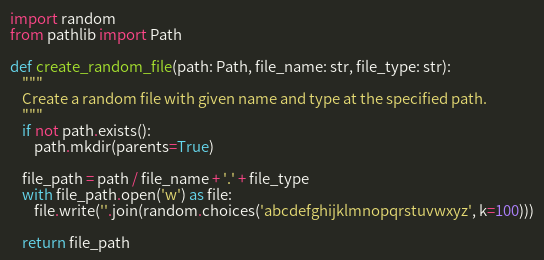 import random
from pathlib import Path

def create_random_file(path: Path, file_name: str, file_type: str):
    """
    Create a random file with given name and type at the specified path.
    """
    if not path.exists():
        path.mkdir(parents=True)

    file_path = path / file_name + '.' + file_type
    with file_path.open('w') as file:
        file.write(''.join(random.choices('abcdefghijklmnopqrstuvwxyz', k=100)))

    return file_path